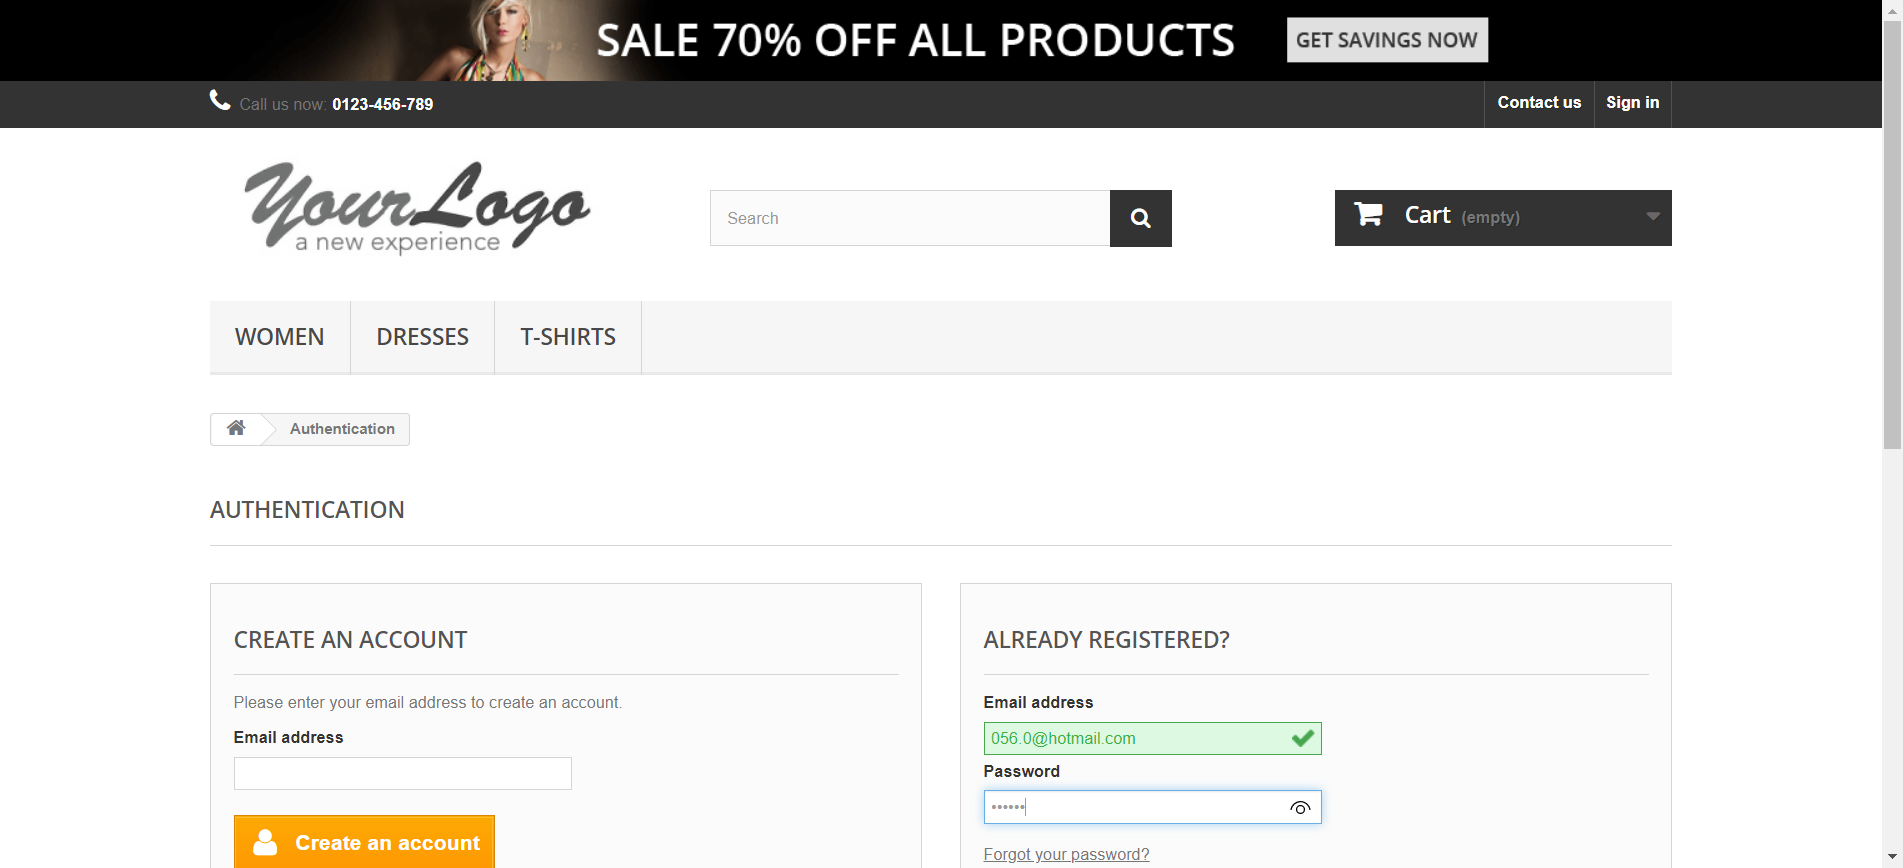 SALE 70% OFF ALL PRODUCTS GET SAVINGS NOW
Call us now: 0123-456-789 Contact us Sign in
YourLogo
a new experience
Search
Cart (empty)
WOMEN DRESSES T-SHIRTS
Authentication
AUTHENTICATION
CREATE AN ACCOUNT
Please enter your email address to create an account.
Email address
Create an account
ALREADY REGISTERED?
Email address
056.0@hotmail.com
Password
••••••
Forgot your password?